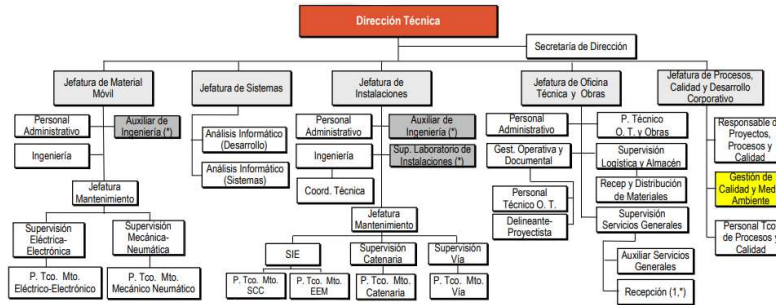 Dirección Técnica
Secretaría de Dirección
Jefatura de Material
Móvil
Jefatura de Sistemas
Jefatura de
Instalaciones
Jefatura de Oficina
Técnica y Obras
Jefatura de Procesos,
Calidad y Desarrollo
Corporativo
Personal
Administrativo
Auxiliar de
Ingeniería (*)
Ingeniería
Jefatura
Mantenimiento
Supervisión
Eléctrica-
Electrónica
Supervisión
Mecánica-
Neumática
P. Tco. Mto.
Eléctrico-Electrónico
P. Tco. Mto.
Mecánico Neumático
Análisis Informático
(Desarrollo)
Análisis Informático
(Sistemas)
Personal
Administrativo
Auxiliar de
Ingeniería (*)
Ingeniería
Sup. Laboratorio de
Instalaciones (*)
Coord. Técnica
Jefatura
Mantenimiento
SIE
Supervisión
Catenaria
Supervisión
Vía
P. Tco. Mto.
SCC
P. Tco. Mto.
EEM
P. Tco. Mto.
Catenaria
P. Tco. Mto.
Vía
Personal
Administrativo
P. Técnico
O. T. y Obras
Gest. Operativa y
Documental
Supervisión
Logística y Almacén
Personal
Técnico O. T.
Recep y Distribución
de Materiales
Delineante-
Proyectista
Supervisión
Servicios Generales
Auxiliar Servicios
Generales
Recepción (1,*)
Responsable de
Proyectos,
Procesos y
Calidad
Gestión de
Calidad y Medi
Ambiente
Personal Tco
de Procesos y
Calidad